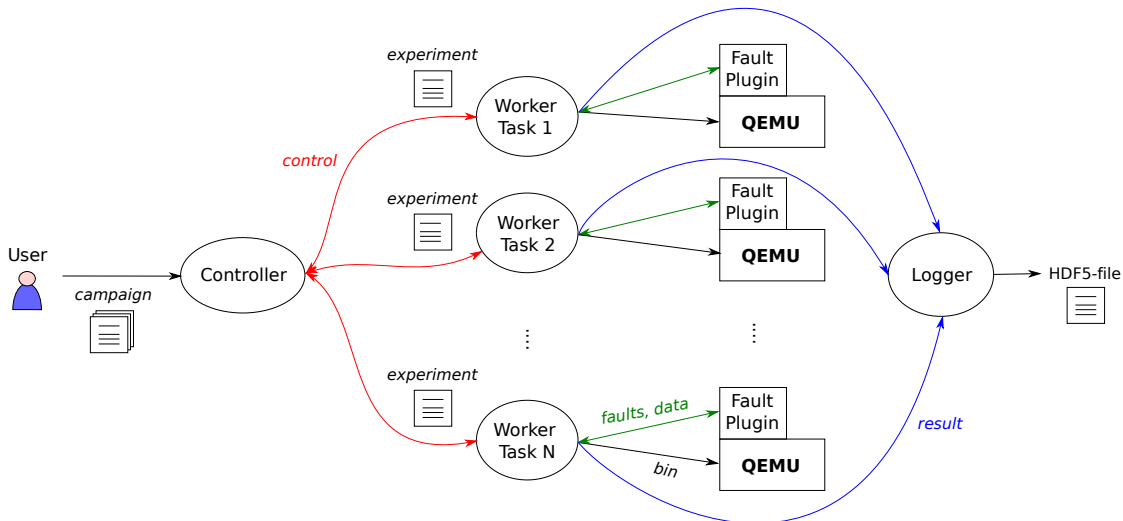 User
campaign
Controller
control
experiment
Worker
Task 1
Fault
Plugin
QEMU
experiment
Worker
Task 2
Fault
Plugin
QEMU
experiment
Worker
Task N
faults, data
bin
Fault
Plugin
QEMU
result
Logger
HDF5-file